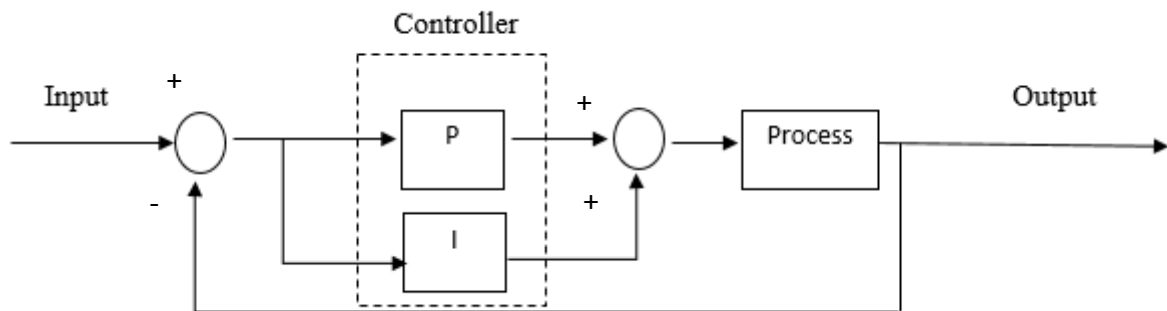 Controller
+
Input
+
Output
P
Process
-
+
I